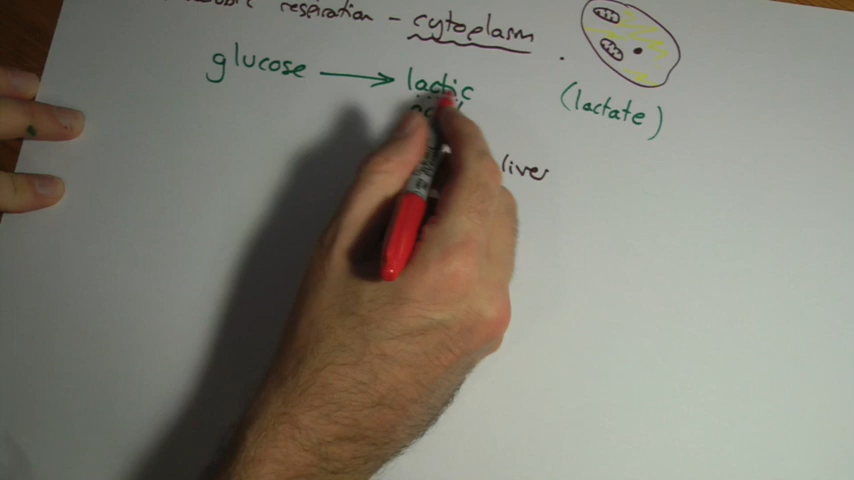 respiration - cytoplasm.
glucose → lactic
(lactate)
liver